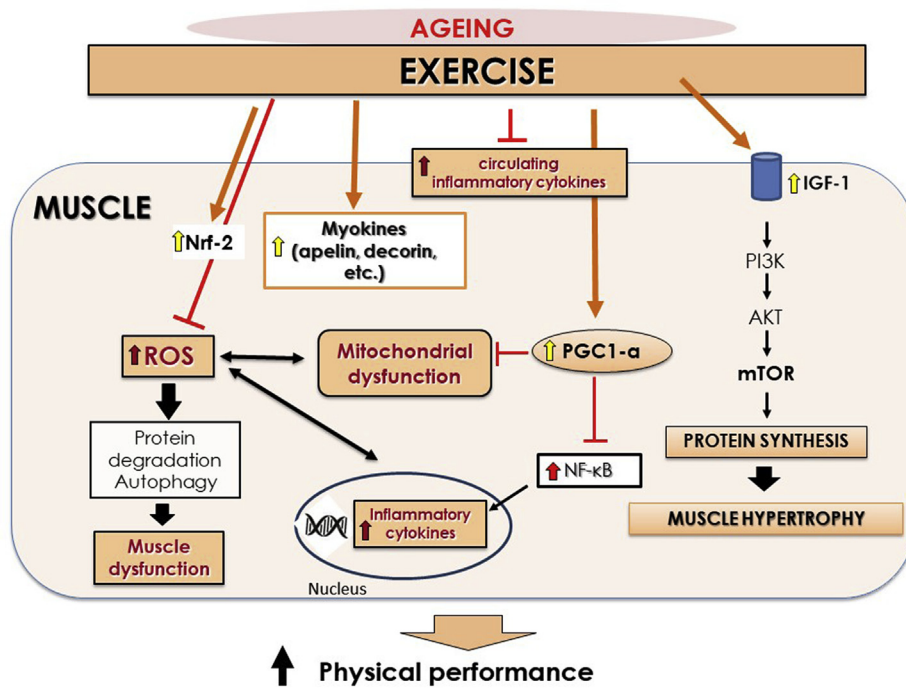 AGEING
EXERCISE
circulating
inflammatory cytokines
IGF-1
MUSCLE
Nrf-2
Myokines
(apelin, decorin,
etc.)
PI3K
AKT
mTOR
ROS
Mitochondrial
dysfunction
PGC1-α
PROTEIN SYNTHESIS
Protein
degradation
Autophagy
NF-κB
MUSCLE HYPERTROPHY
Inflammatory
cytokines
Muscle
dysfunction
Nucleus
Physical performance